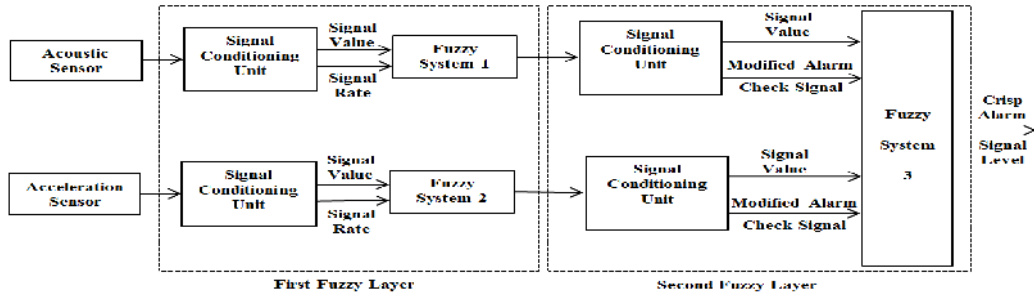 Acoustic
Sensor
Signal
Conditioning
Unit
Signal
Value
Signal
Rate
Fuzzy
System 1
Signal
Conditioning
Unit
Signal
Value
Modified Alarm
Check Signal
Acceleration
Sensor
Signal
Conditioning
Unit
Signal
Value
Signal
Rate
Fuzzy
System 2
Signal
Conditioning
Unit
Signal
Value
Modified Alarm
Check Signal
Fuzzy
System
3
Crisp
Alarm
Signal
Level
First Fuzzy Layer
Second Fuzzy Layer